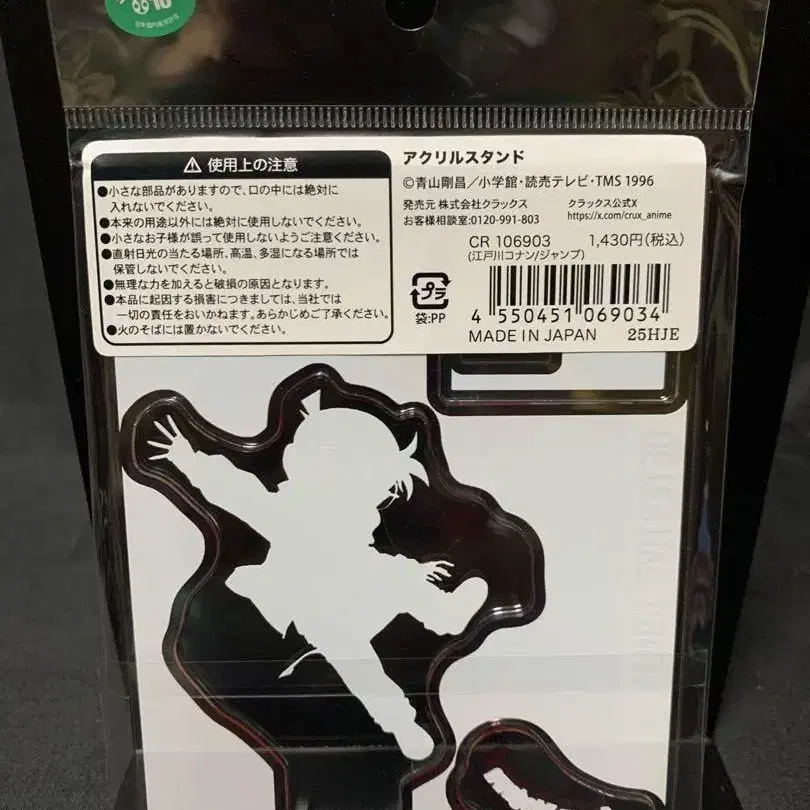 ⚠ 使用上の注意
●小さな部品がありますので、口の中には絶対に
入れないでください。
●本来の用途以外には絶対に使用しないでください。
●小さなお子様が誤って使用しないようご注意ください。
●直射日光の当たる場所、高温、多湿になる場所では
保管しないでください。
●無理な力を加えると破損の原因となります。
●本品に起因する損害につきましては、当社では
一切の責任をおいかねます。あらかじめご了承ください。
●火のそばには置かないでください。
アクリルスタンド
©青山剛昌／小学館・読売テレビ・TMS 1996
発売元 株式会社クラックス
お客様相談室:0120-991-803
クラックス公式X
https://x.com/crux_anime
CR 106903 1,430円(税込)
(江戸川コナン/ジャンプ)
プラ
袋:PP
4 550451 069034
MADE IN JAPAN 25HJE